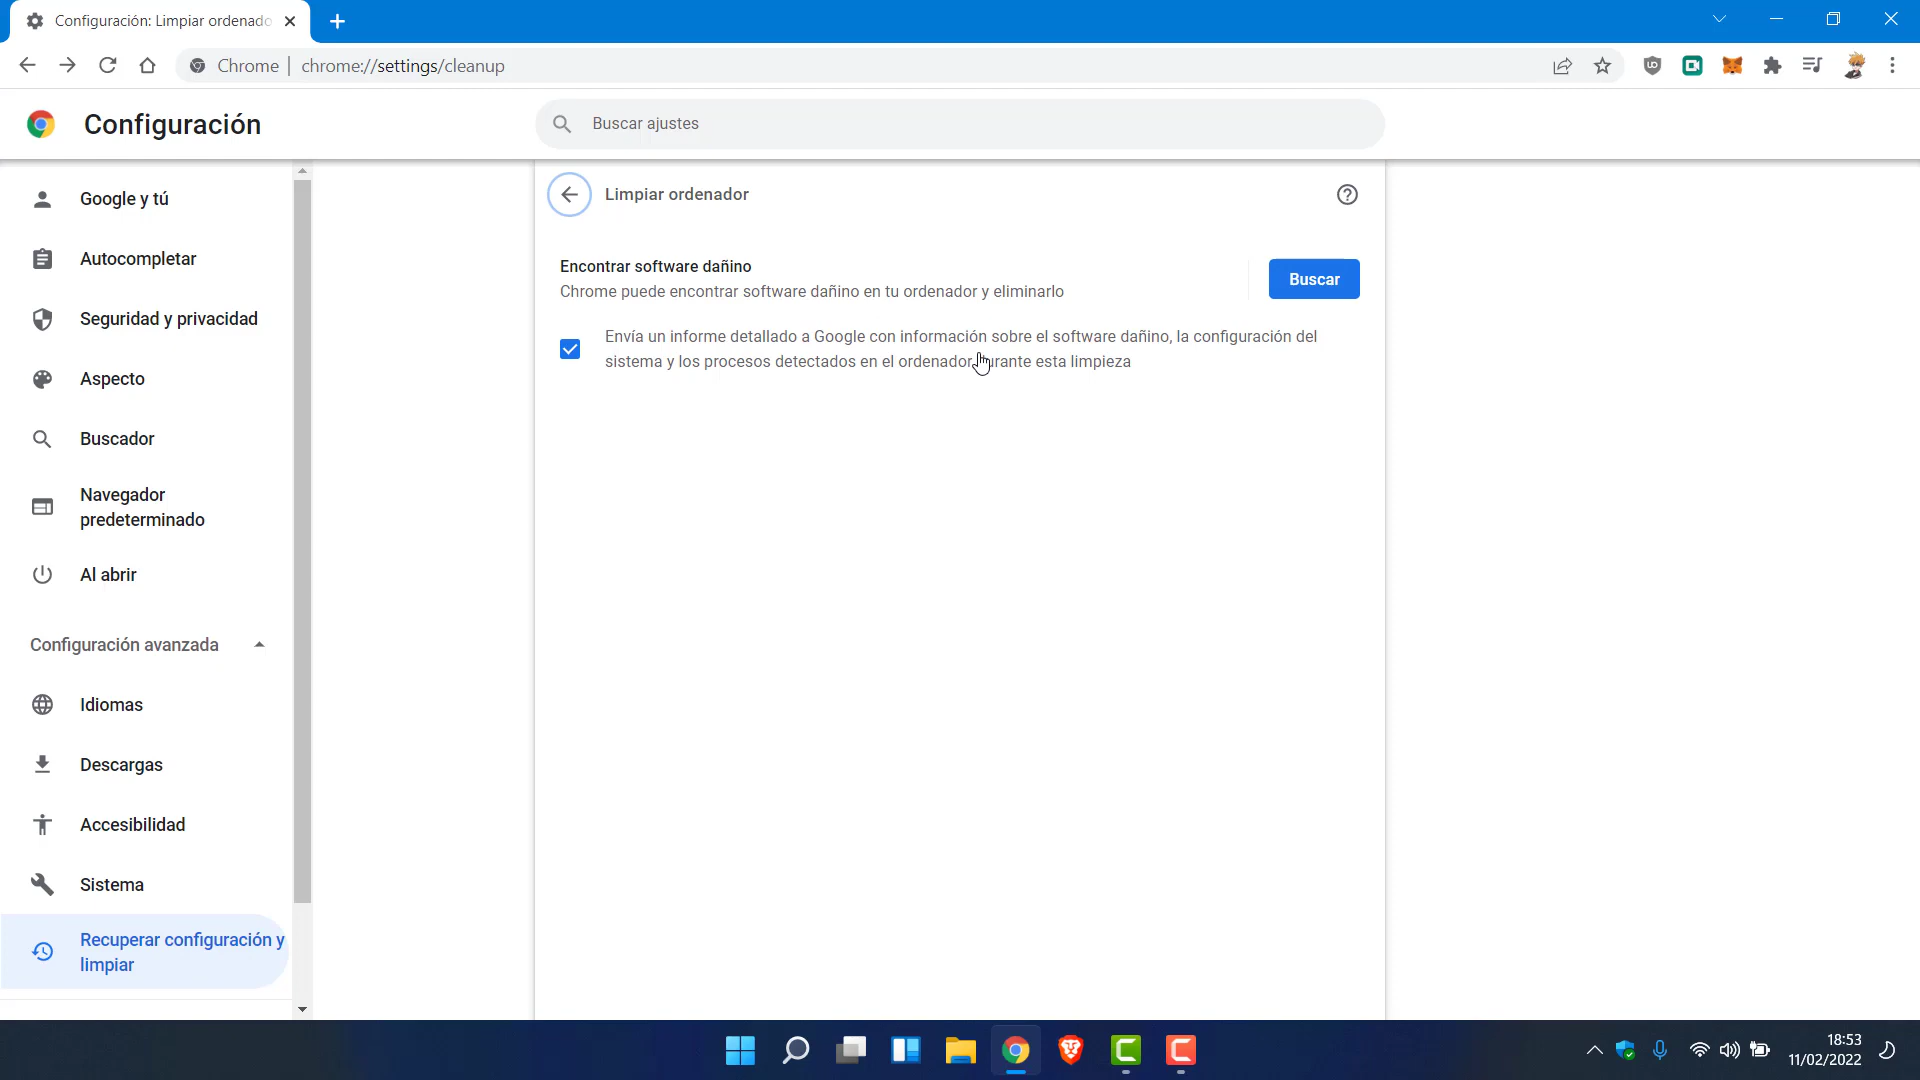 Configuración: Limpiar ordenado
Chrome | chrome://settings/cleanup
Configuración
Buscar ajustes
Google y tú
Autocompletar
Seguridad y privacidad
Aspecto
Buscador
Navegador
predeterminado
Al abrir
Configuración avanzada
Idiomas
Descargas
Accesibilidad
Sistema
Recuperar configuración y
limpiar
Limpiar ordenador
Encontrar software dañino
Chrome puede encontrar software dañino en tu ordenador y eliminarlo
Buscar
Envía un informe detallado a Google con información sobre el software dañino, la configuración del
sistema y los procesos detectados en el ordenador durante esta limpieza
18:53
11/02/2022